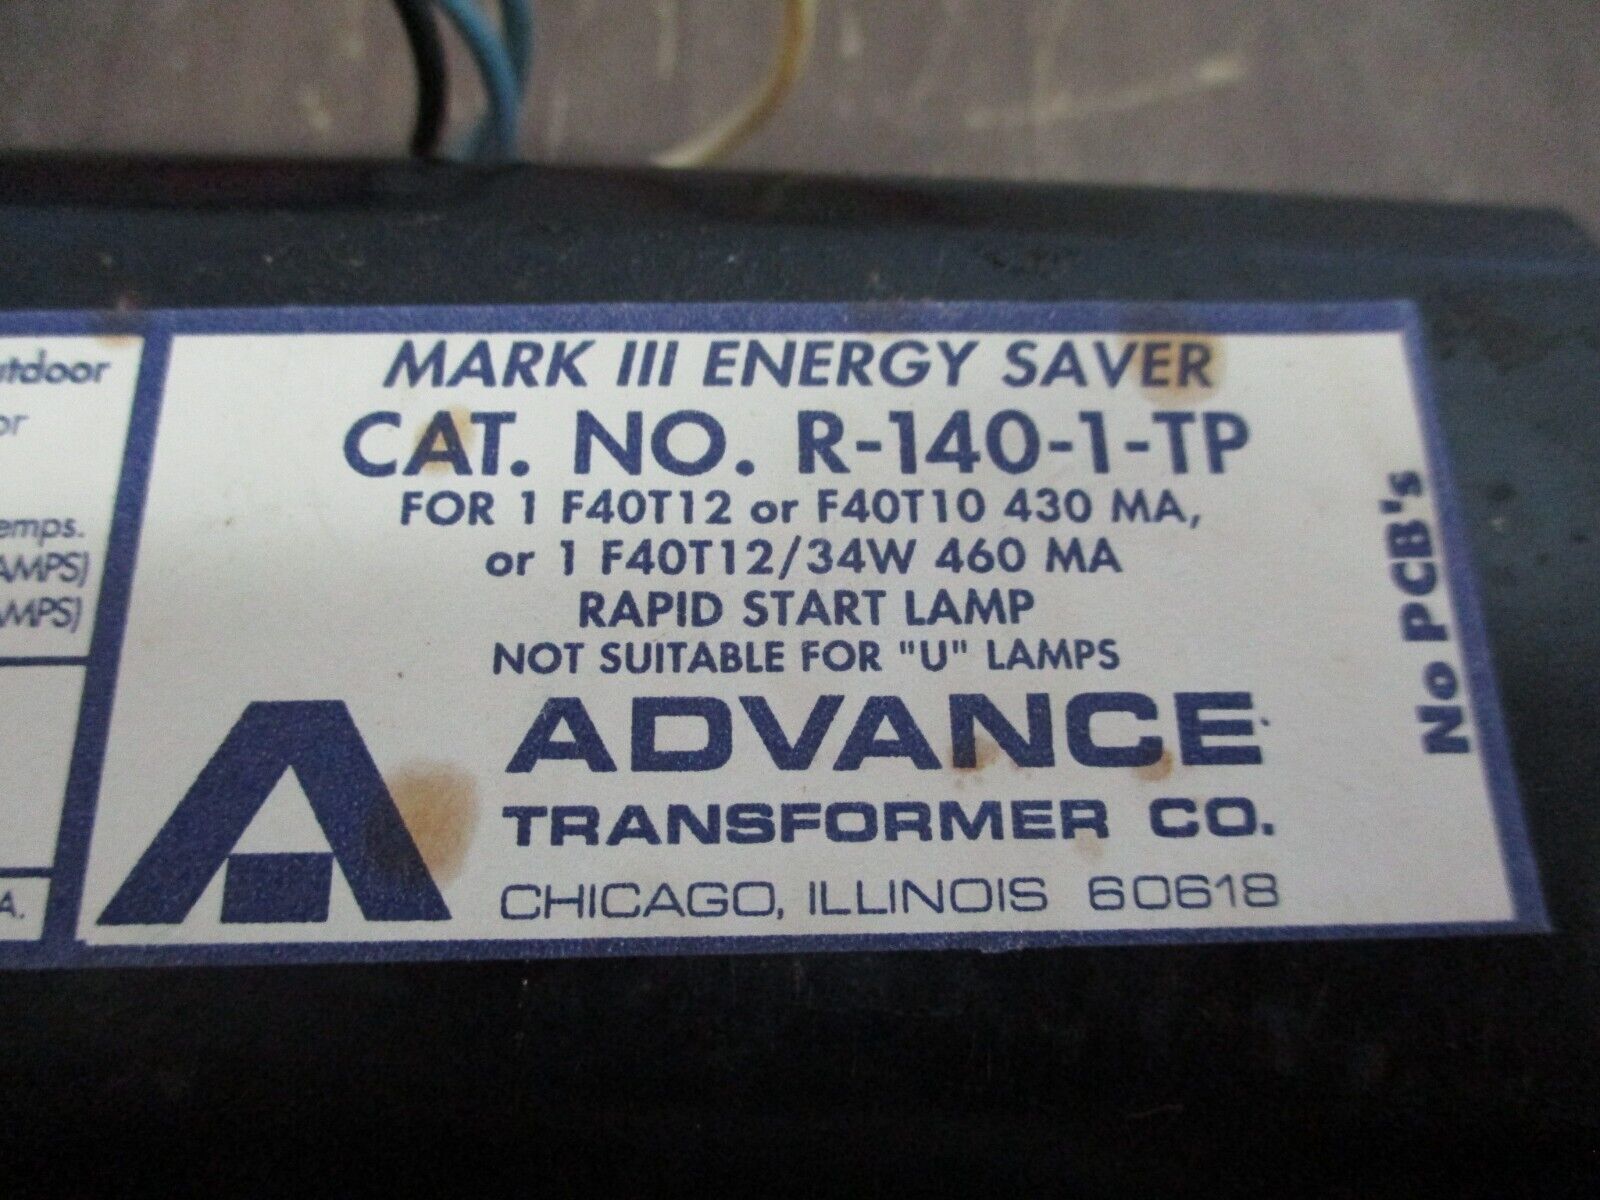 MARK III ENERGY SAVER
CAT. NO. R-140-1-TP
FOR 1 F40T12 or F40T10 430 MA,
or 1 F40T12/34W 460 MA
RAPID START LAMP
NOT SUITABLE FOR "U" LAMPS
ADVANCE
TRANSFORMER CO.
CHICAGO, ILLINOIS 60618
No PCB's